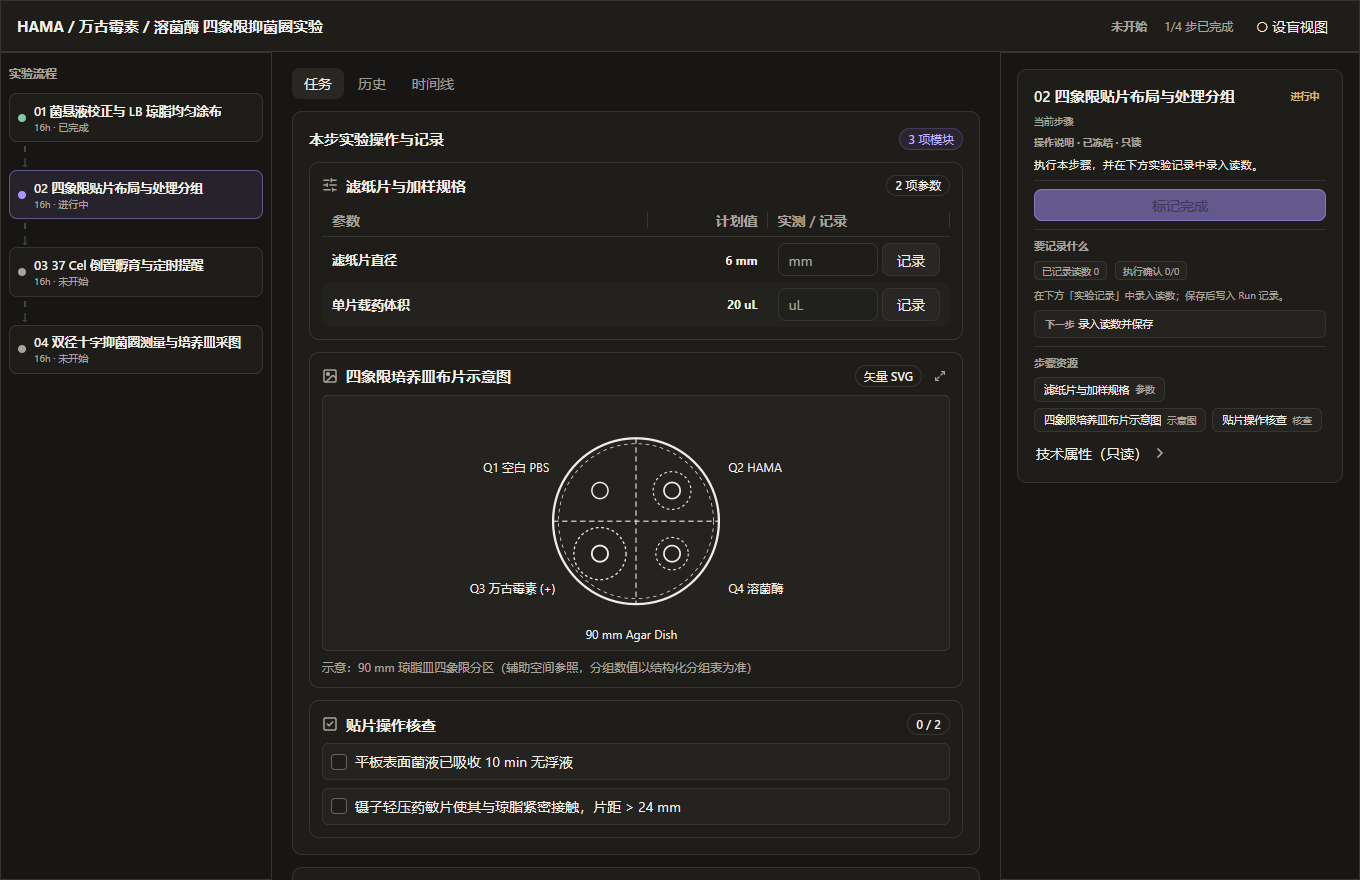 HAMA / 万古霉素 / 溶菌酶 四象限抑菌圈实验
未开始 1/4 步已完成 设盲视图
实验流程
01 菌悬液校正与 LB 琼脂均匀涂布
16h · 已完成
02 四象限贴片布局与处理分组
16h · 进行中
03 37 Cel 倒置孵育与定时提醒
16h · 未开始
04 双径十字抑菌圈测量与培养皿采图
16h · 未开始
任务 历史 时间线
本步实验操作与记录 3 项模块
滤纸片与加样规格 2 项参数
参数 计划值 实测 / 记录
滤纸片直径 6 mm mm 记录
单片载药体积 20 uL uL 记录
四象限培养皿布片示意图 矢量 SVG
Q1 空白 PBS Q2 HAMA
Q3 万古霉素 (+) Q4 溶菌酶
90 mm Agar Dish
示意：90 mm 琼脂皿四象限分区（辅助空间参照，分组数值以结构化分组表为准）
贴片操作核查 0 / 2
平板表面菌液已吸收 10 min 无浮液
镊子轻压药敏片使其与琼脂紧密接触，片距 > 24 mm
02 四象限贴片布局与处理分组 进行中
当前步骤
操作说明 · 已冻结 · 只读
执行本步骤，并在下方实验记录中录入读数。
标记完成
要记录什么
已记录读数 0 执行确认 0/0
在下方「实验记录」中录入读数；保存后写入 Run 记录。
下一步 录入读数并保存
步骤资源
滤纸片与加样规格 参数
四象限培养皿布片示意图 示意图 贴片操作核查 核查
技术属性（只读）